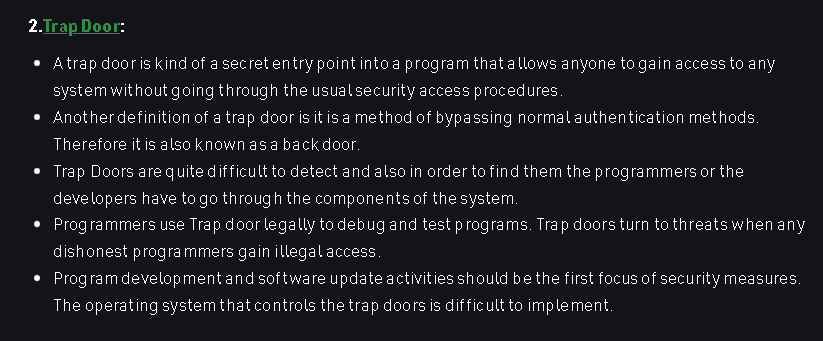 2.Trap Door:
• A trap door is kind of a secret entry point into a program that allows anyone to gain access to any
system without going through the usual security access procedures.
• Another definition of a trap door is it is a method of bypassing normal authentication methods.
Therefore it is also known as a back door.
• Trap Doors are quite difficult to detect and also in order to find them the programmers or the
developers have to go through the components of the system.
• Programmers use Trap door legally to debug and test programs. Trap doors turn to threats when any
dishonest programmers gain illegal access.
• Program development and software update activities should be the first focus of security measures.
The operating system that controls the trap doors is difficult to implement.